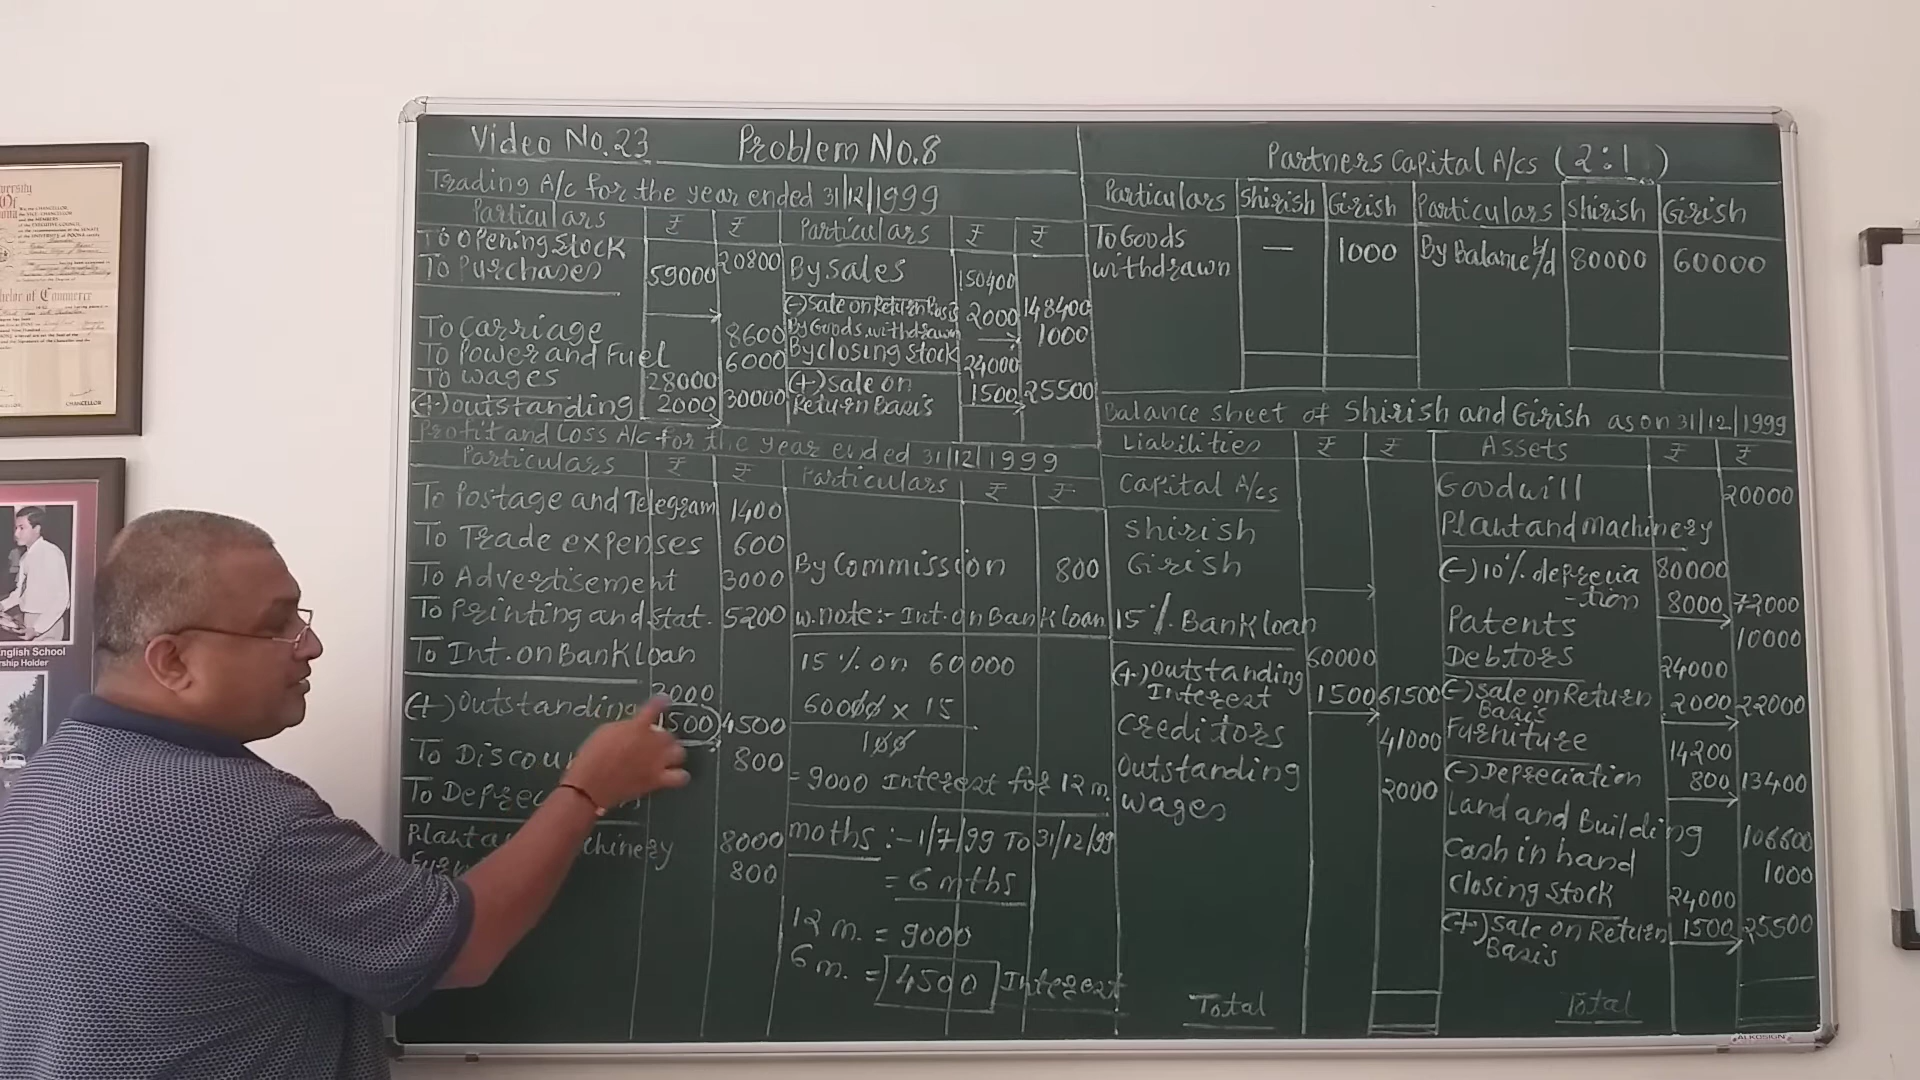 Video No.23 Problem No.8
Trading A/c for the year ended 31/12/1999
Particulars ₹ ₹ Particulars ₹ ₹
To Opening Stock 20800
To Purchases 59000
By Sales 150400
(-) Sale on Return Basis 2000 148400
To Carriage 8600
By Goods withdrawn 1000
To Power and Fuel 6000
By Closing Stock 24000
To Wages 28000
(+) Outstanding 2000 30000
(+) Sale on Return Basis 1500 25500
Profit and Loss A/c for the year ended 31/12/1999
Particulars ₹ ₹ Particulars ₹ ₹
To Postage and Telegram 1400
To Trade expenses 600
To Advertisement 3000
To Printing and Stat. 5200
To Int. on Bank loan
3000
(+) Outstanding 1500 4500
800
8000
800
By Commission 800
W.note:- Int. on Bank loan
15 % on 60000
60000 x 15
100
= 9000 Interest for 12 m.
moths :- 1/7/99 To 31/12/99
= 6 mths
12 m. = 9000
6 m. = 4500 Interest
Partners Capital A/cs (2:1)
Particulars Shirish Girish Particulars Shirish Girish
To Goods withdrawn — 1000 By Balance b/d 80000 60000
Balance Sheet of Shirish and Girish as on 31/12/1999
Liabilities ₹ ₹ Assets ₹ ₹
Capital A/cs
Shirish
Girish
15 % Bank loan
60000
(+) Outstanding
Interest 1500 61500
Creditors 41000
Outstanding
Wages 2000
Total
Goodwill 20000
Plant and Machinery
80000
(-) 10% deprecia
-tion 8000 72000
Patents 10000
Debtors 24000
(-) Sale on Return
Basis 2000 22000
Furniture 14200
(-) Depreciation 800 13400
Land and Building 106600
Cash in hand 1000
Closing Stock 24000
(+) Sale on Return
Basis 1500 25500
Total
ALKOSIGN
English School